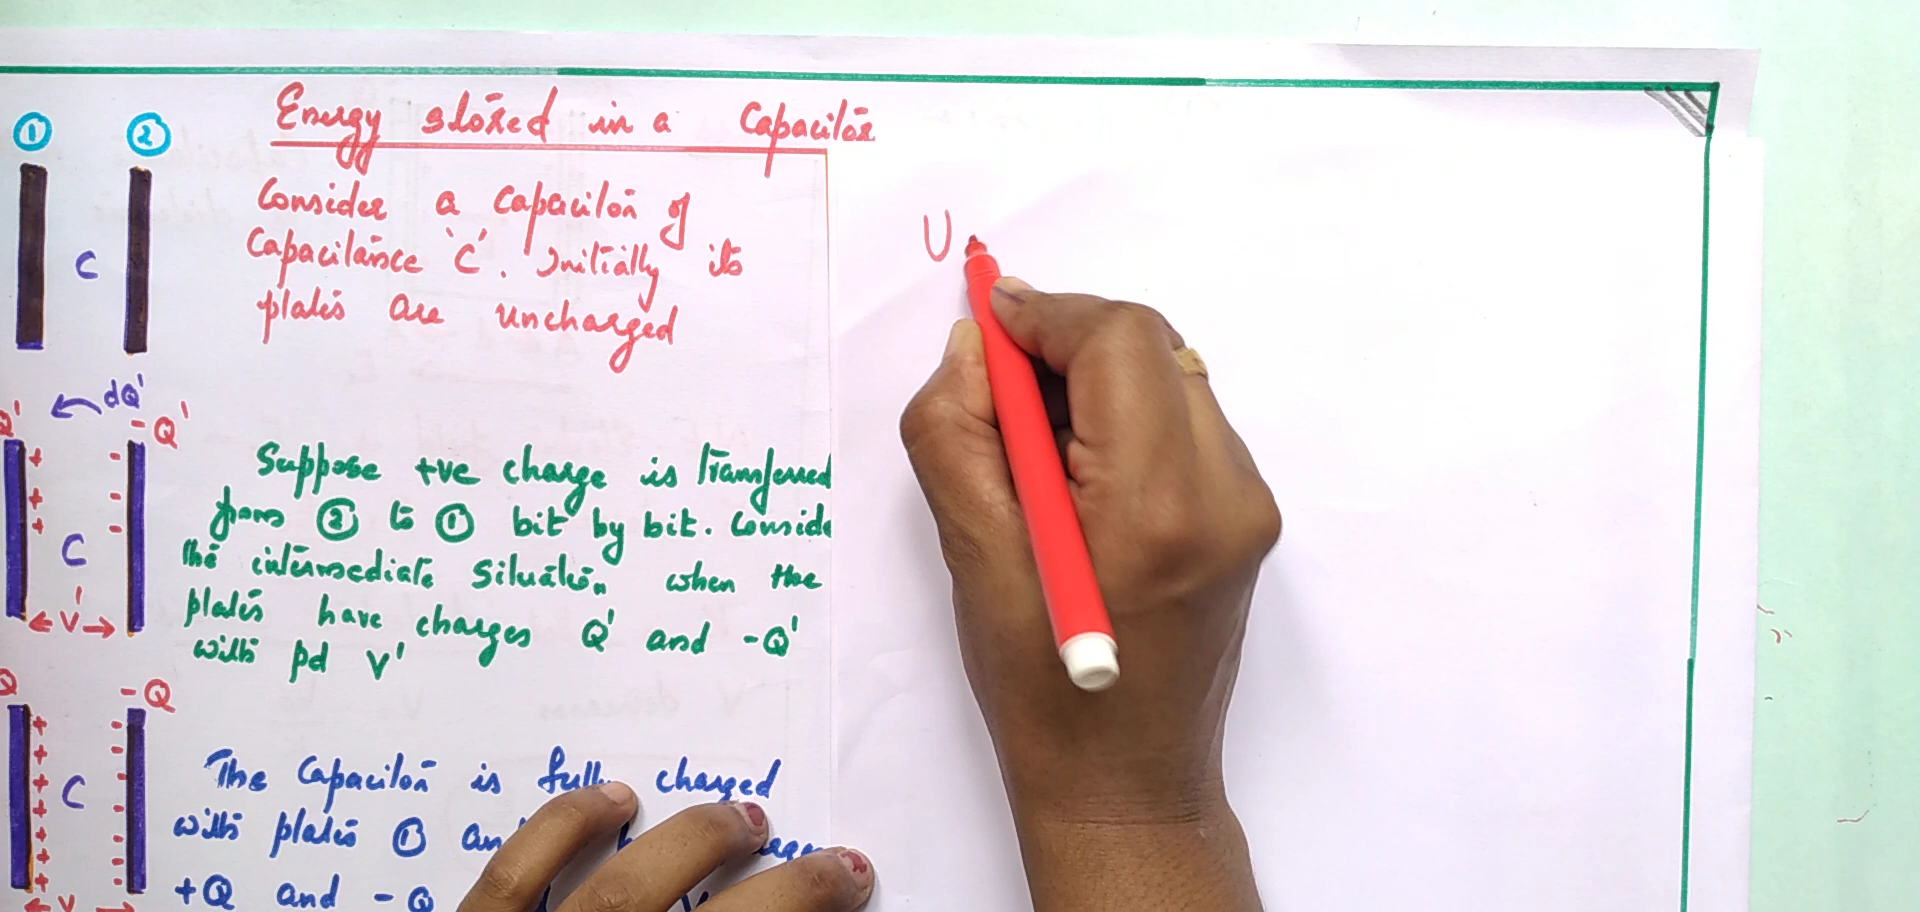 Energy stored in a Capacitor
① ②
Consider a Capacitor of
Capacitance 'C'. Initially its
plates are uncharged
C
dQ'
Q' -Q'
+ -
+ -
+ -
C
V'
Suppose +ve charge is transferred
from ② to ① bit by bit. Conside
the intermediate situation when the
plates have charges Q' and -Q'
with pd V'
Q -Q
C
V
The Capacitor is fully charged
with plates ①
+Q and -Q
U